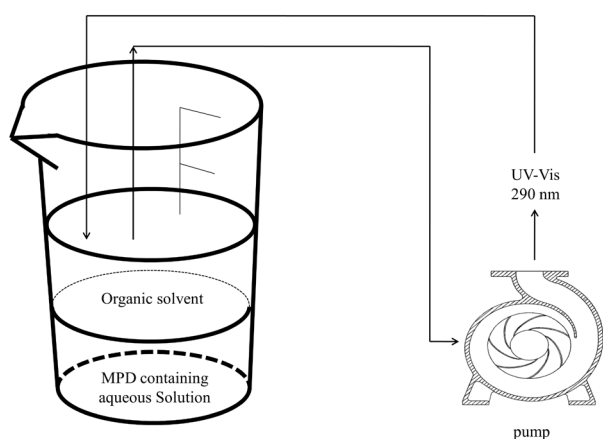 UV-Vis
290 nm
Organic solvent
MPD containing
aqueous Solution
pump